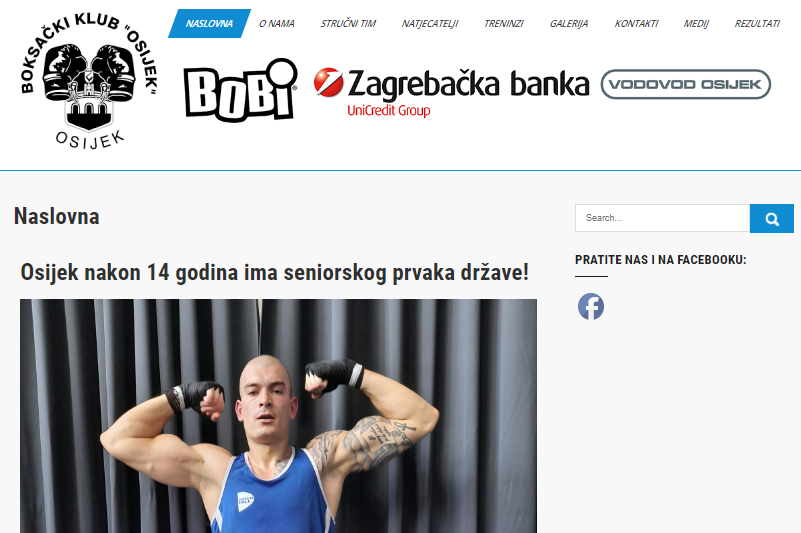 BOKSAČKI KLUB "OSIJEK"
OSIJEK
NASLOVNA O NAMA STRUČNI TIM NATJECATELJI TRENINZI GALERIJA KONTAKTI MEDIJ REZULTATI
BOBI
Zagrebačka banka
UniCredit Group
VODOVOD OSIJEK
Naslovna
Search...
PRATITE NAS I NA FACEBOOKU:
Osijek nakon 14 godina ima seniorskog prvaka države!